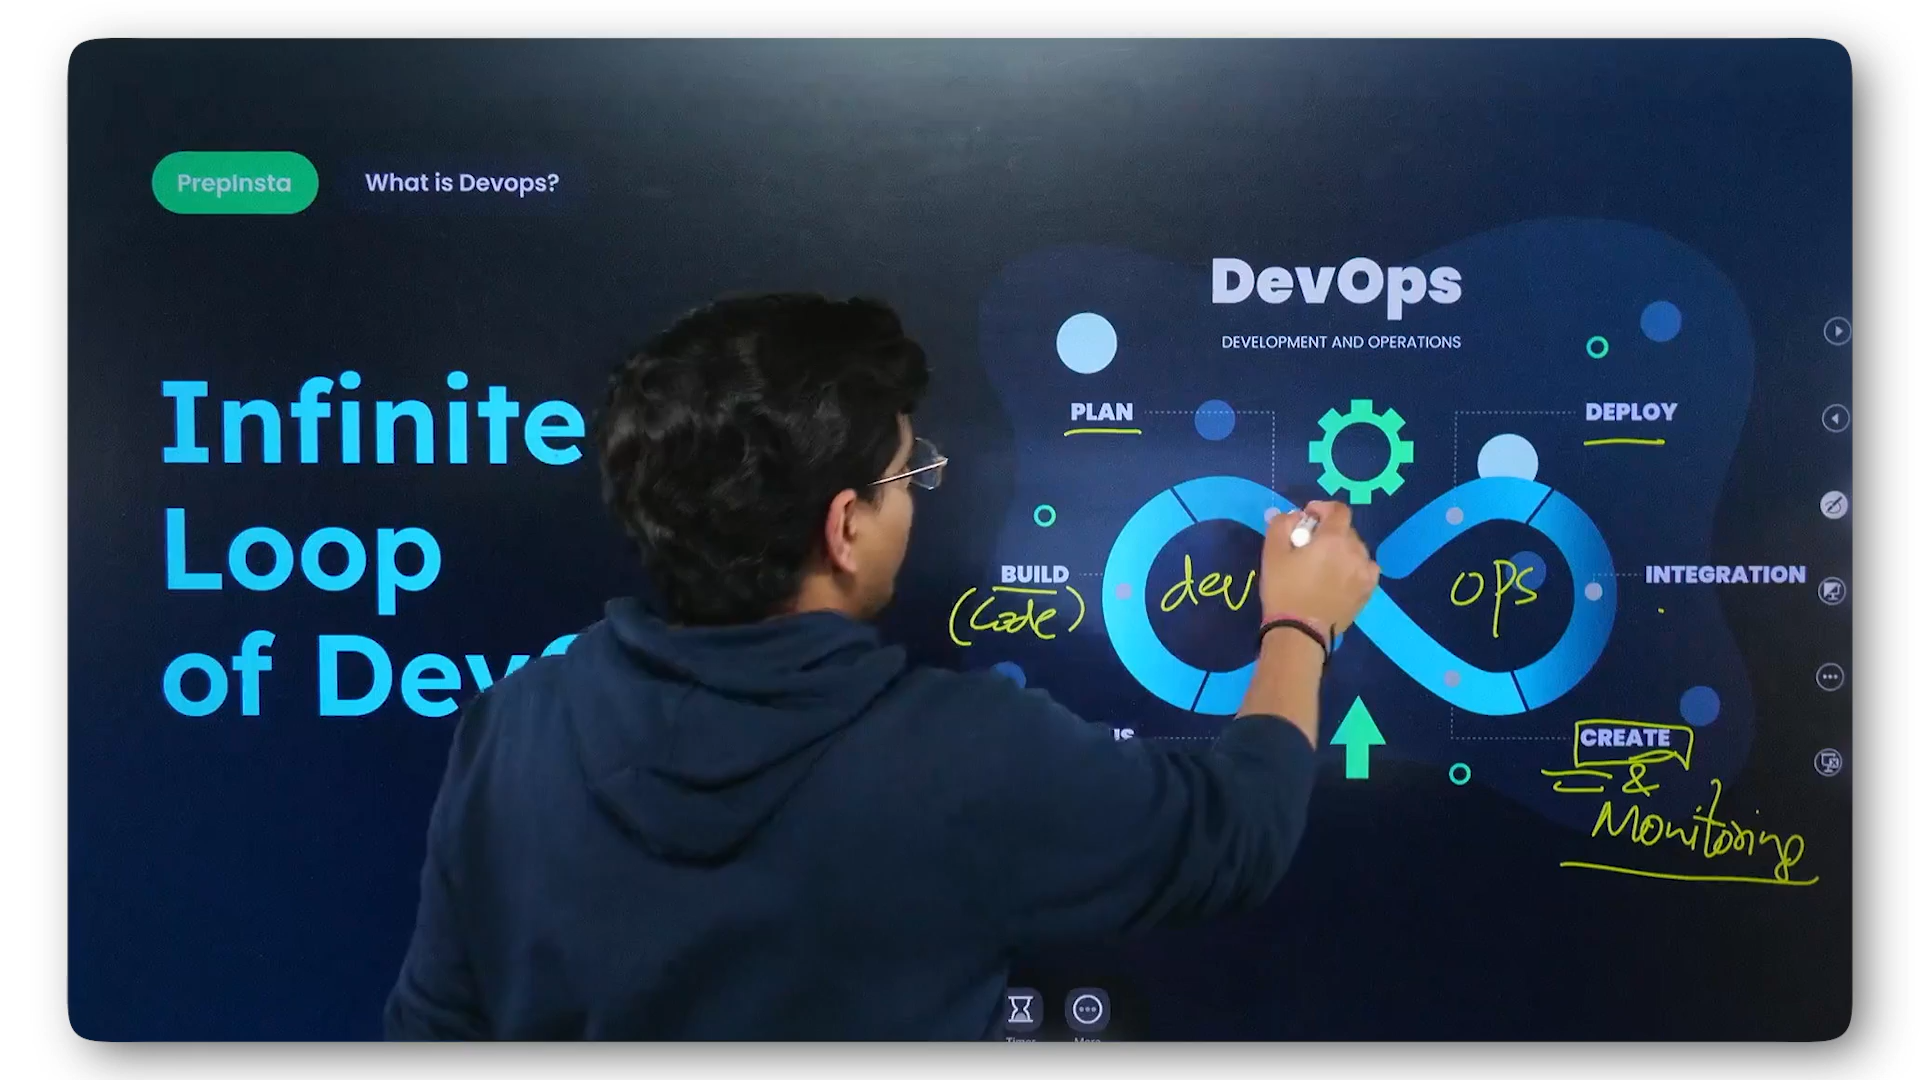 PrepInsta
What is Devops?
Infinite
Loop
of Dev
DevOps
DEVELOPMENT AND OPERATIONS
PLAN
DEPLOY
BUILD
(Code)
dev
ops
INTEGRATION
CREATE
&
Monitoring